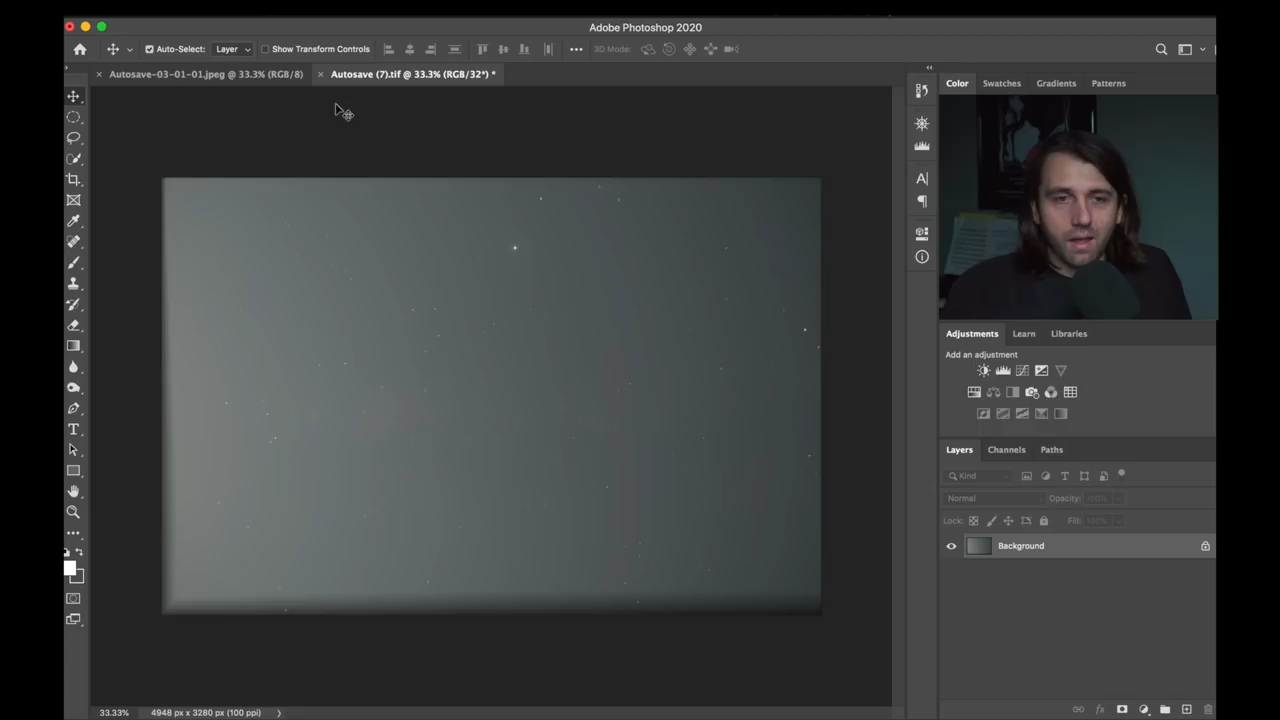 Adobe Photoshop 2020
Auto-Select: Layer Show Transform Controls 3D Mode:
Autosave-03-01-01.jpeg @ 33.3% (RGB/8) Autosave (7).tif @ 33.3% (RGB/32*) *
Color Swatches Gradients Patterns
Adjustments Learn Libraries
Add an adjustment
Layers Channels Paths
Kind
Normal Opacity: 100%
Lock: Fill: 100%
Background
33.33% 4948 px x 3280 px (100 ppi)